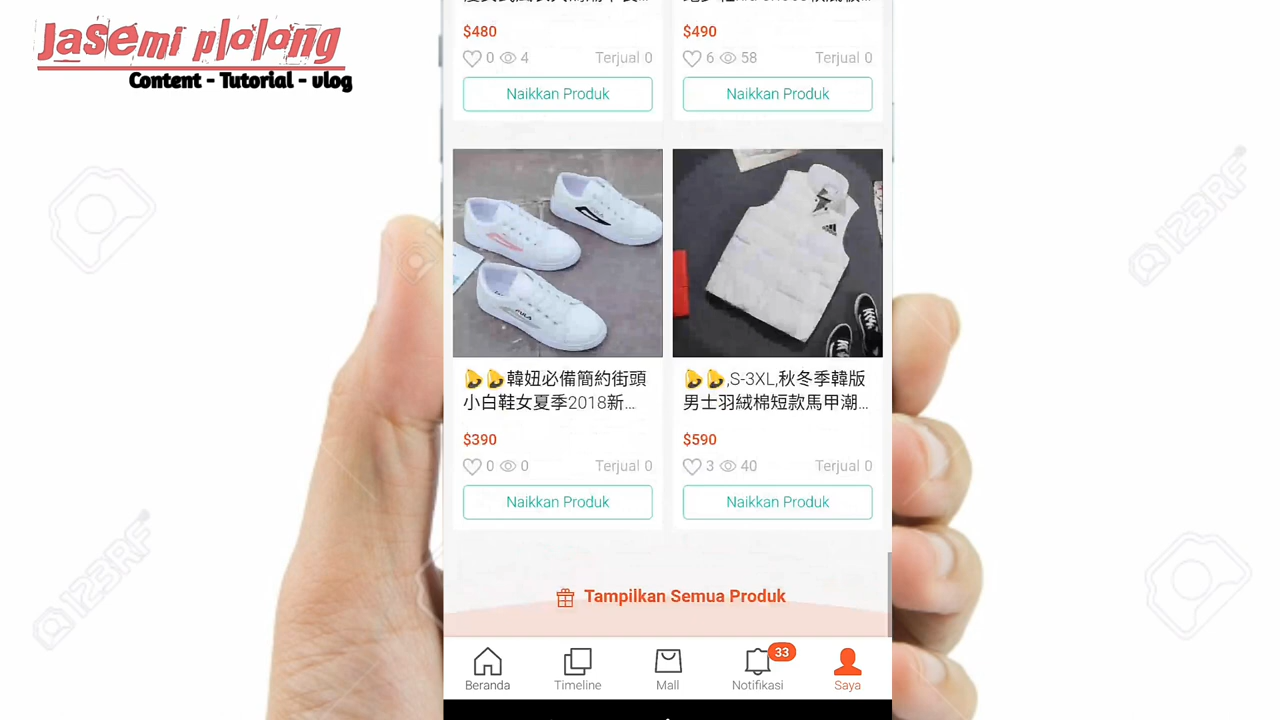 Jasemi plolong
Content - Tutorial - vlog
$480
0 4 Terjual 0
Naikkan Produk
$490
6 58 Terjual 0
Naikkan Produk
FILA
韓妞必備簡約街頭
小白鞋女夏季2018新...
$390
0 0 Terjual 0
Naikkan Produk
,S-3XL,秋冬季韓版
男士羽絨棉短款馬甲潮...
$590
3 40 Terjual 0
Naikkan Produk
Tampilkan Semua Produk
Beranda
Timeline
Mall
33
Notifikasi
Saya
123RF
123RF
123RF